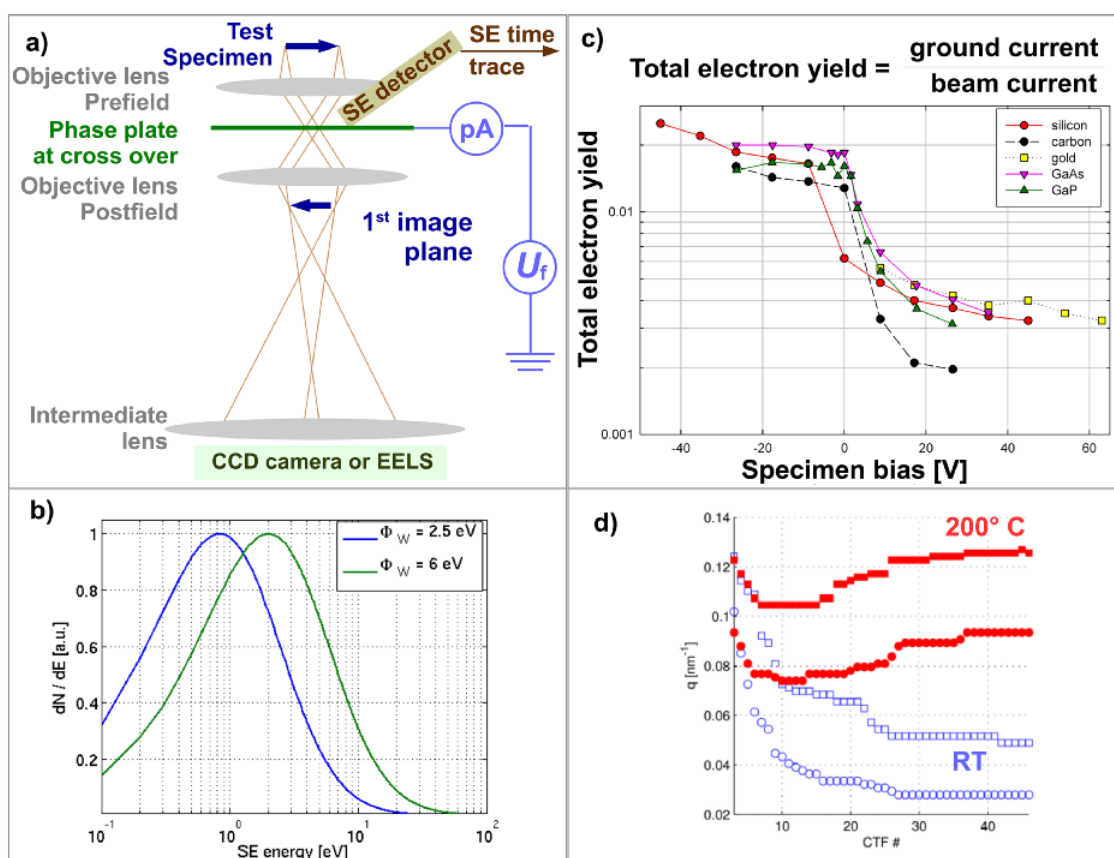 a)
Test
Specimen
SE time
trace
Objective lens
Prefield
SE detector
Phase plate
at cross over
pA
Objective lens
Postfield
1st image
plane
Uf
Intermediate
lens
CCD camera or EELS
c)
Total electron yield = ground current
beam current
silicon
carbon
gold
GaAs
GaP
Total electron yield
0.01
0.001
-40
-20
0
20
40
60
Specimen bias [V]
b)
Φ W = 2.5 eV
Φ W = 6 eV
dN / dE [a.u.]
1
0.8
0.6
0.4
0.2
10-1
100
101
102
SE energy [eV]
d)
200° C
RT
q [nm-1]
0.14
0.12
0.1
0.08
0.06
0.04
0.02
10
20
30
40
CTF #